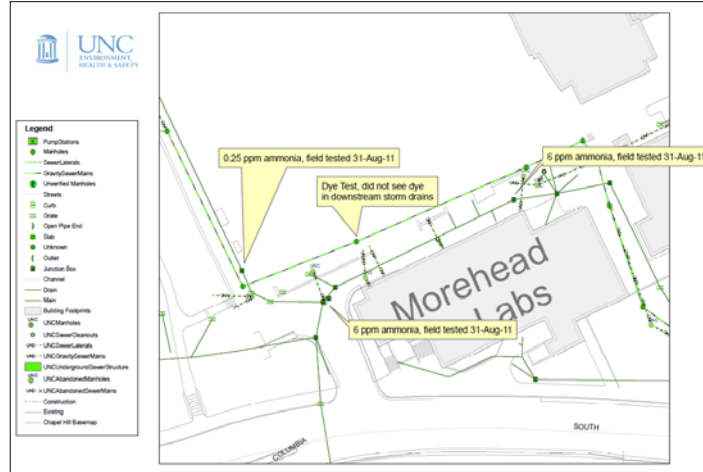 UNC
ENVIRONMENT,
HEALTH & SAFETY
Legend
PumpStations
Manholes
SewerLaterals
GravitySewerMains
Unverified Manholes
Streets
Curb
Grate
Open Pipe End
Slab
Unknown
Outlet
Junction Box
Channel
Drain
Main
Building Footprints
UNCManholes
UNCSewerCleanouts
UNCSewerLaterals
UNCGravitySewerMains
UNCUndergroundSewerStructure
UNCAbandonedManholes
UNCAbandonedSewerMains
Construction
Existing
Chapel Hill Basemap
0.25 ppm ammonia, field tested 31-Aug-11
6 ppm ammonia, field tested 31-Aug-11
Dye Test, did not see dye
in downstream storm drains
Morehead
Labs
6 ppm ammonia, field tested 31-Aug-11
SOUTH
COLUMBIA